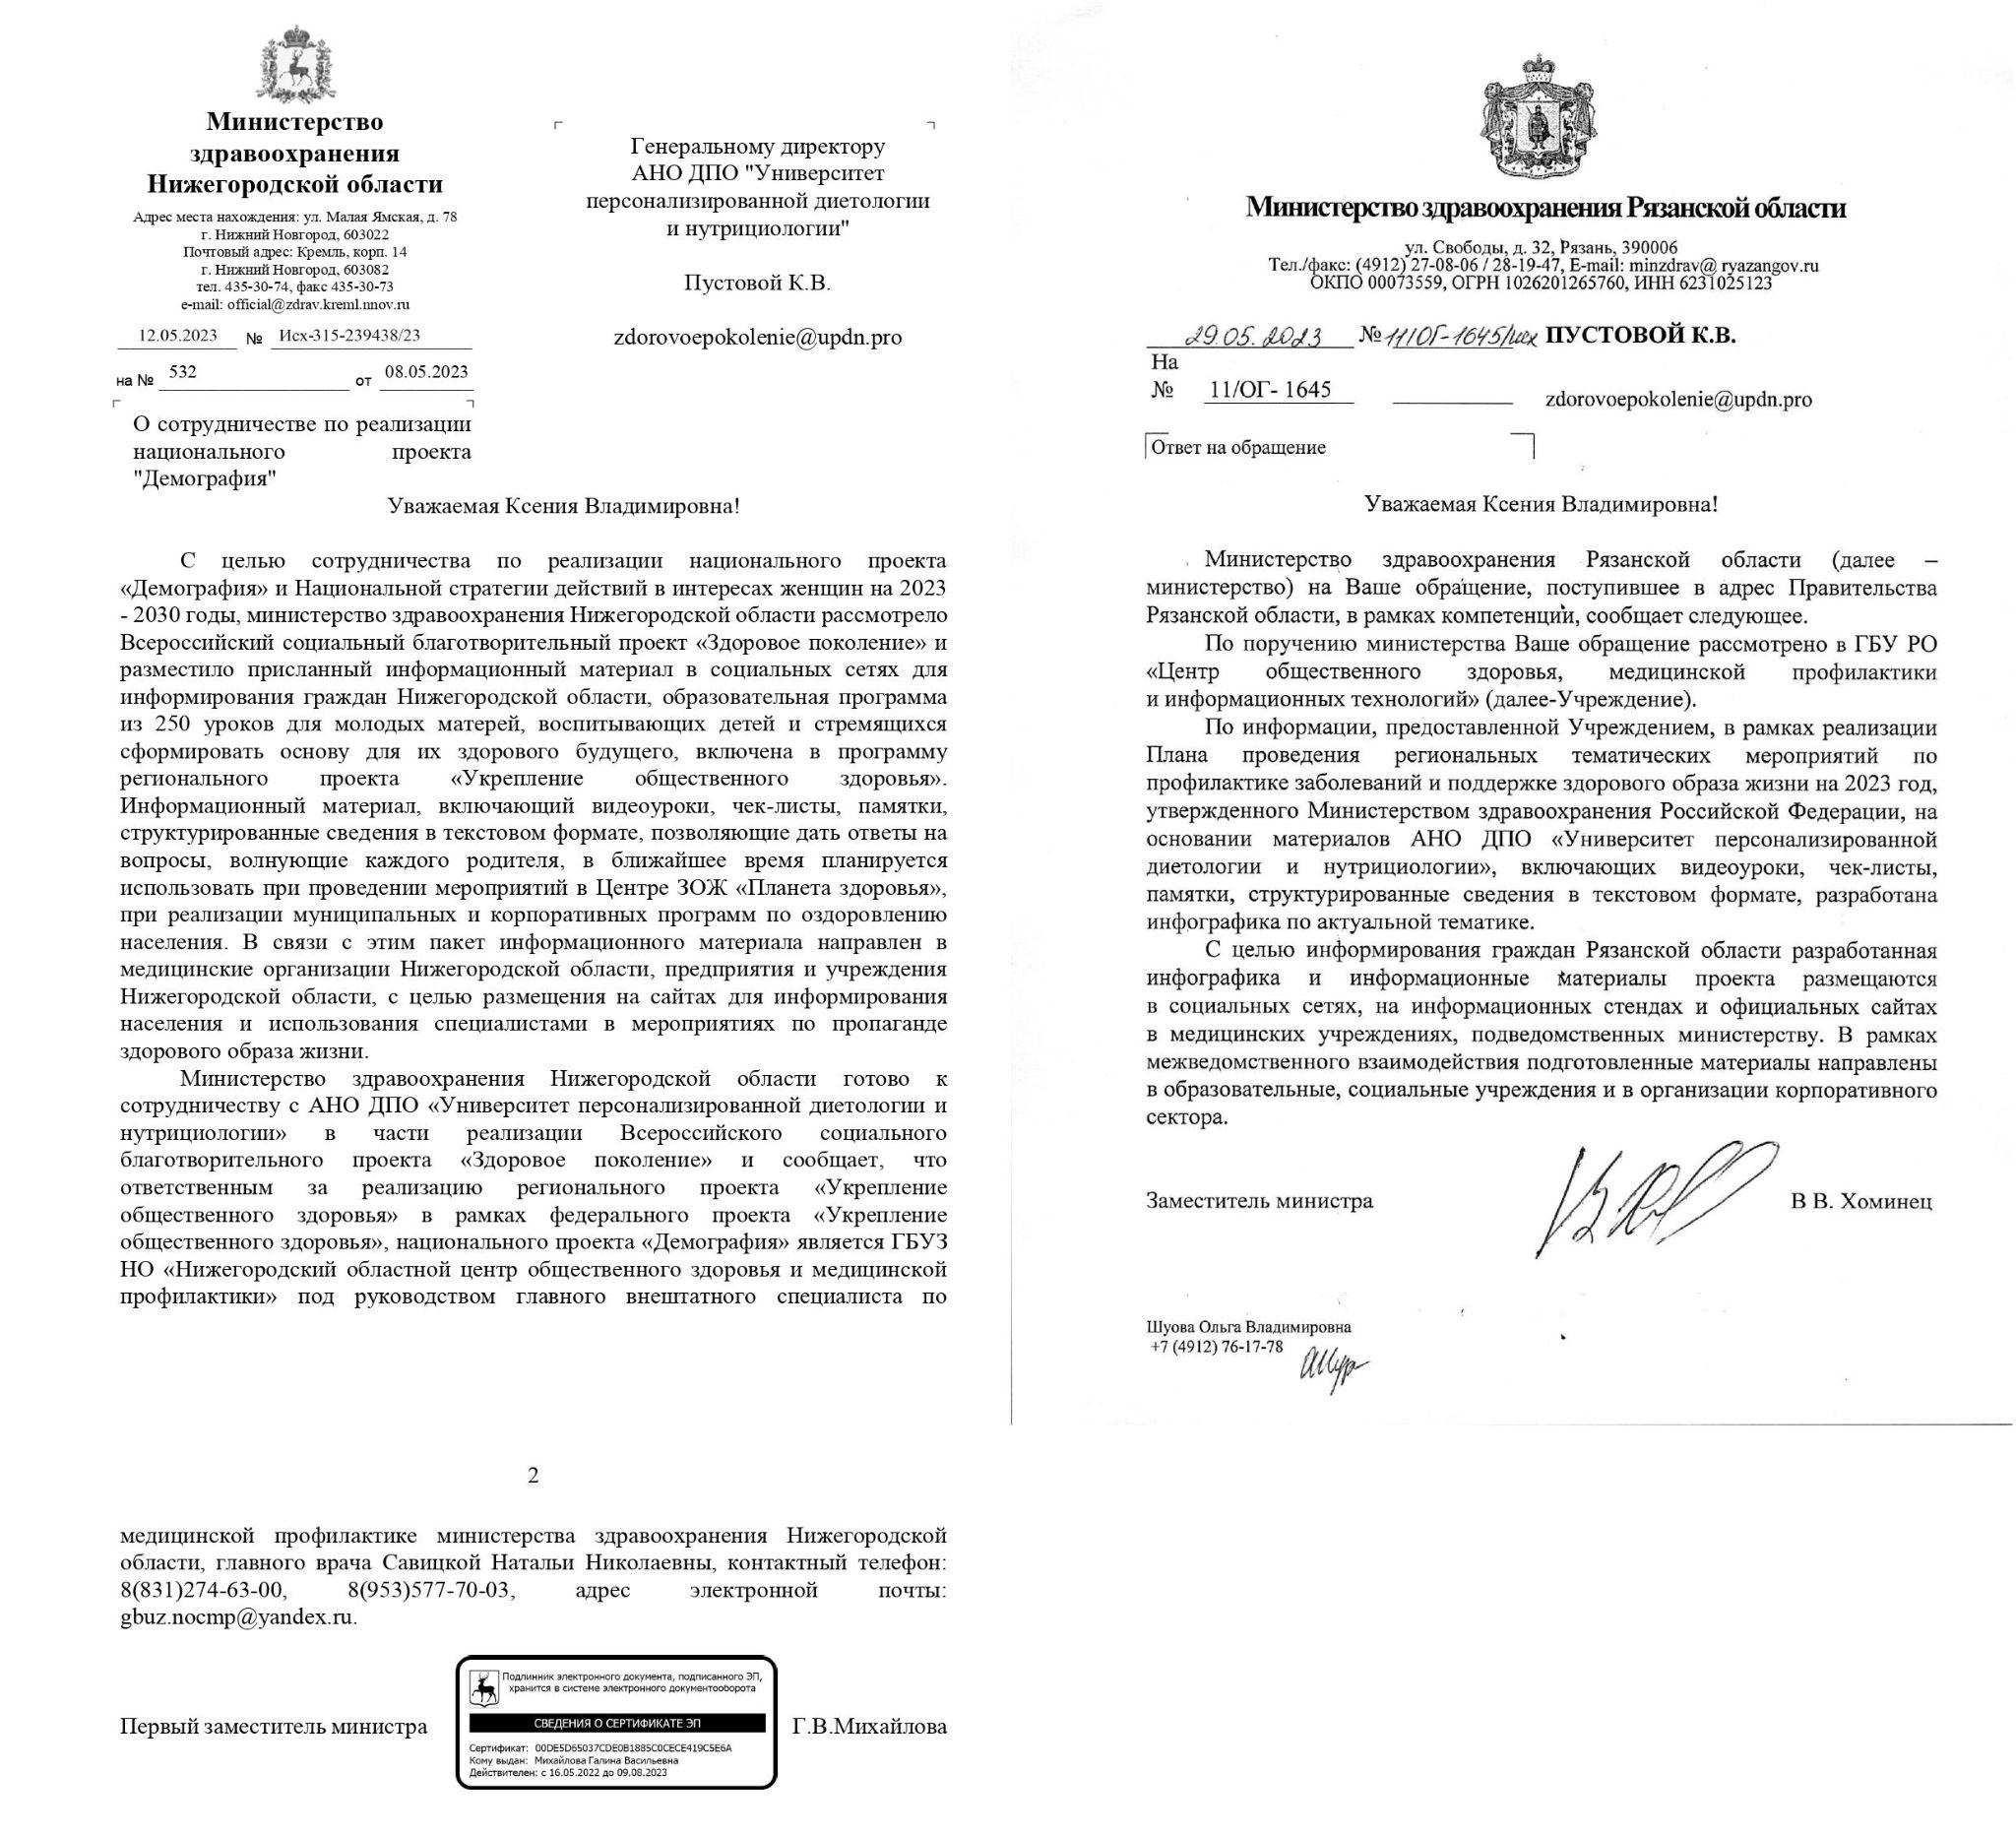 Министерство
здравоохранения
Нижегородской области
Адрес места нахождения: ул. Малая Ямская, д. 78
г. Нижний Новгород, 603022
Почтовый адрес: Кремль, корп. 14
г. Нижний Новгород, 603082
тел. 435-30-74, факс 435-30-73
e-mail: official@zdrav.kreml.nnov.ru
12.05.2023 № Исх-315-239438/23
на № 532 от 08.05.2023
О сотрудничестве по реализации
национального проекта
"Демография"
Генеральному директору
АНО ДПО "Университет
персонализированной диетологии
и нутрициологии"
Пустовой К.В.
zdorovoepokolenie@updn.pro
Уважаемая Ксения Владимировна!
С целью сотрудничества по реализации национального проекта
«Демография» и Национальной стратегии действий в интересах женщин на 2023
- 2030 годы, министерство здравоохранения Нижегородской области рассмотрело
Всероссийский социальный благотворительный проект «Здоровое поколение» и
разместило присланный информационный материал в социальных сетях для
информирования граждан Нижегородской области, образовательная программа
из 250 уроков для молодых матерей, воспитывающих детей и стремящихся
сформировать основу для их здорового будущего, включена в программу
регионального проекта «Укрепление общественного здоровья».
Информационный материал, включающий видеоуроки, чек-листы, памятки,
структурированные сведения в текстовом формате, позволяющие дать ответы на
вопросы, волнующие каждого родителя, в ближайшее время планируется
использовать при проведении мероприятий в Центре ЗОЖ «Планета здоровья»,
при реализации муниципальных и корпоративных программ по оздоровлению
населения. В связи с этим пакет информационного материала направлен в
медицинские организации Нижегородской области, предприятия и учреждения
Нижегородской области, с целью размещения на сайтах для информирования
населения и использования специалистами в мероприятиях по пропаганде
здорового образа жизни.
Министерство здравоохранения Нижегородской области готово к
сотрудничеству с АНО ДПО «Университет персонализированной диетологии и
нутрициологии» в части реализации Всероссийского социального
благотворительного проекта «Здоровое поколение» и сообщает, что
ответственным за реализацию регионального проекта «Укрепление
общественного здоровья» в рамках федерального проекта «Укрепление
общественного здоровья», национального проекта «Демография» является ГБУЗ
НО «Нижегородский областной центр общественного здоровья и медицинской
профилактики» под руководством главного внештатного специалиста по
2
медицинской профилактике министерства здравоохранения Нижегородской
области, главного врача Савицкой Натальи Николаевны, контактный телефон:
8(831)274-63-00, 8(953)577-70-03, адрес электронной почты:
gbuz.nocmp@yandex.ru.
Первый заместитель министра
Подлинник электронного документа, подписанного ЭП,
хранится в системе электронного документооборота
СВЕДЕНИЯ О СЕРТИФИКАТЕ ЭП
Сертификат: 00DE5D65037CDE0B1885C0CECE419C5E6A
Кому выдан: Михайлова Галина Васильевна
Действителен: с 16.05.2022 до 09.08.2023
Г.В.Михайлова
Министерство здравоохранения Рязанской области
ул. Свободы, д. 32, Рязань, 390006
Тел./факс: (4912) 27-08-06 / 28-19-47, E-mail: minzdrav@ ryazangov.ru
ОКПО 00073559, ОГРН 1026201265760, ИНН 6231025123
29.05.2023 № 11/ОГ-1645/исх ПУСТОВОЙ К.В.
На
№ 11/ОГ- 1645
zdorovoepokolenie@updn.pro
Ответ на обращение
Уважаемая Ксения Владимировна!
Министерство здравоохранения Рязанской области (далее –
министерство) на Ваше обращение, поступившее в адрес Правительства
Рязанской области, в рамках компетенции, сообщает следующее.
По поручению министерства Ваше обращение рассмотрено в ГБУ РО
«Центр общественного здоровья, медицинской профилактики
и информационных технологий» (далее-Учреждение).
По информации, предоставленной Учреждением, в рамках реализации
Плана проведения региональных тематических мероприятий по
профилактике заболеваний и поддержке здорового образа жизни на 2023 год,
утвержденного Министерством здравоохранения Российской Федерации, на
основании материалов АНО ДПО «Университет персонализированной
диетологии и нутрициологии», включающих видеоуроки, чек-листы,
памятки, структурированные сведения в текстовом формате, разработана
инфографика по актуальной тематике.
С целью информирования граждан Рязанской области разработанная
инфографика и информационные материалы проекта размещаются
в социальных сетях, на информационных стендах и официальных сайтах
в медицинских учреждениях, подведомственных министерству. В рамках
межведомственного взаимодействия подготовленные материалы направлены
в образовательные, социальные учреждения и в организации корпоративного
сектора.
Заместитель министра
В В. Хоминец
Шуова Ольга Владимировна
+7 (4912) 76-17-78